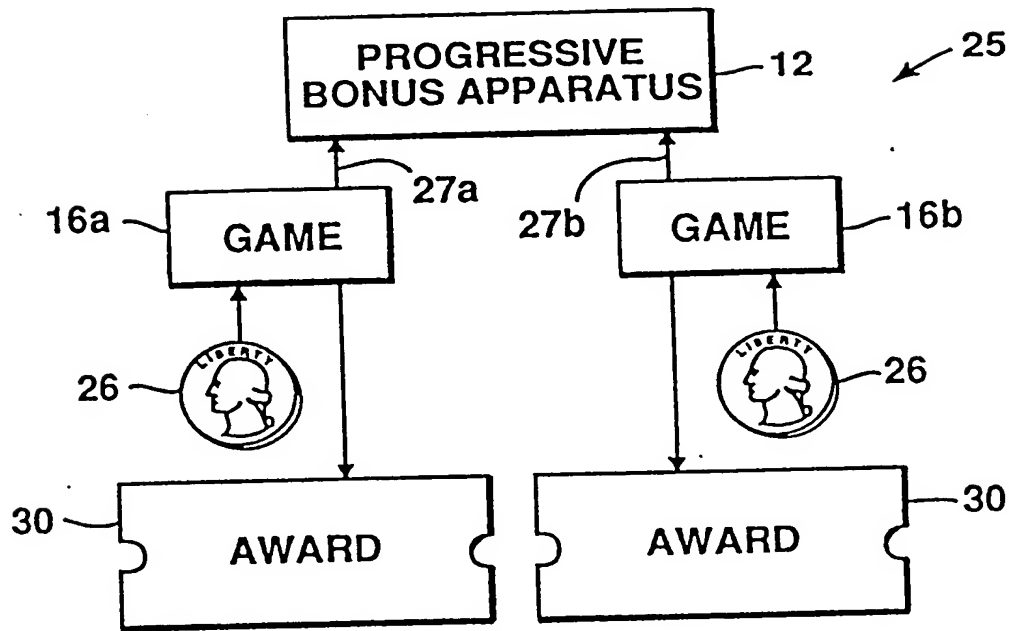 PROGRESSIVE
BONUS APPARATUS
12
25
27a
27b
16a
GAME
GAME
16b
LIBERTY
LIBERTY
26
26
30
AWARD
AWARD
30